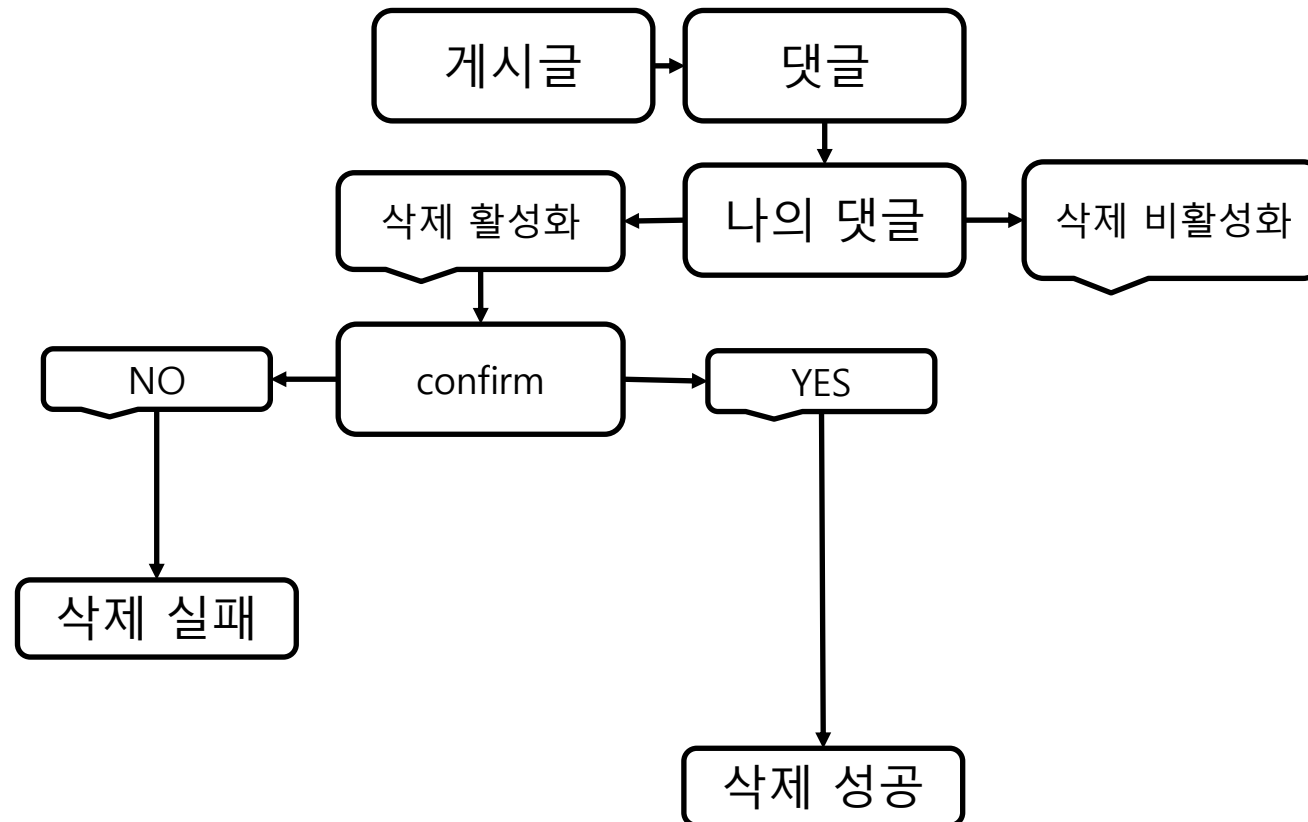 게시글
댓글
삭제 활성화
나의 댓글
삭제 비활성화
NO
confirm
YES
삭제 실패
삭제 성공